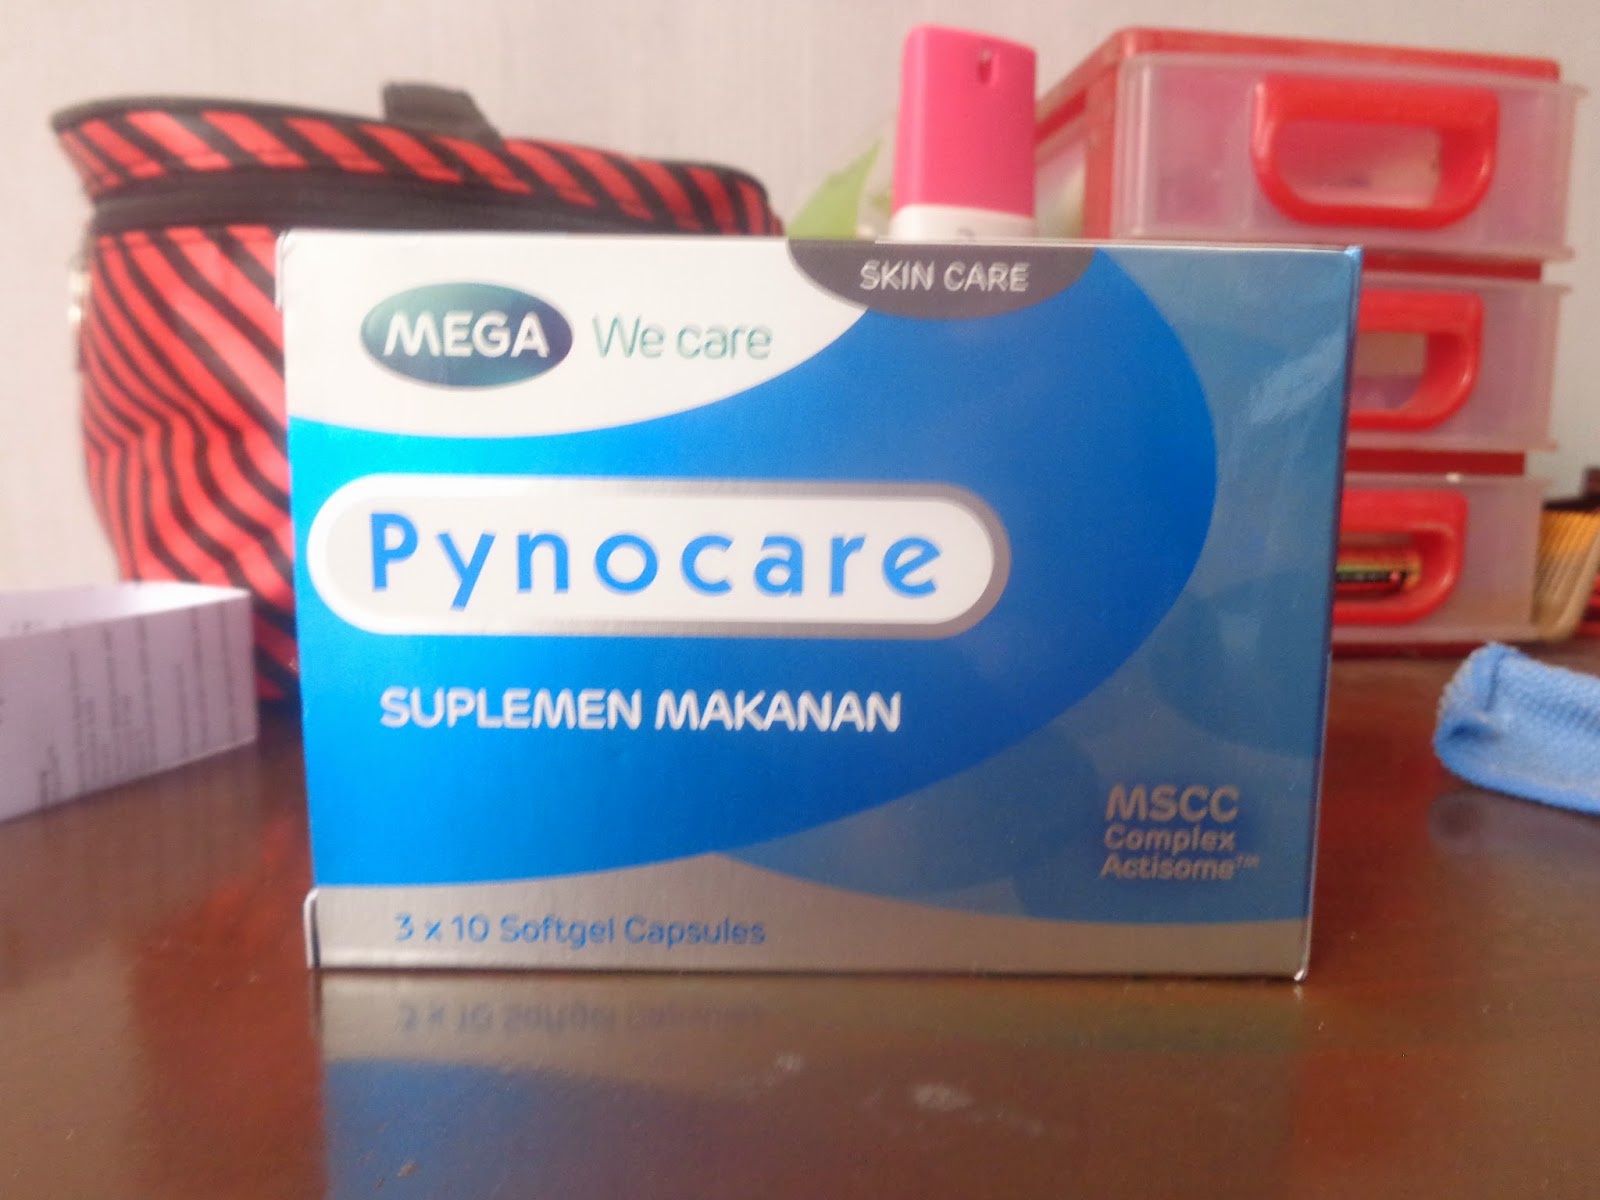 SKIN CARE
MEGA We care
Pynocare
SUPLEMEN MAKANAN
MSCC
Complex
Actisome™
3 x 10 Softgel Capsules